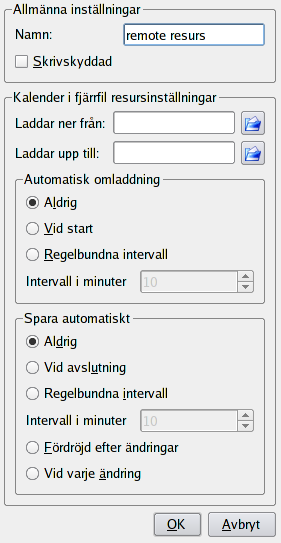 Allmänna inställningar
Namn: remote resurs
Skrivskyddad
Kalender i fjärrfil resursinställningar
Laddar ner från:
Laddar upp till:
Automatisk omladdning
Aldrig
Vid start
Regelbundna intervall
Intervall i minuter 10
Spara automatiskt
Aldrig
Vid avslutning
Regelbundna intervall
Intervall i minuter 10
Fördröjd efter ändringar
Vid varje ändring
OK Avbryt